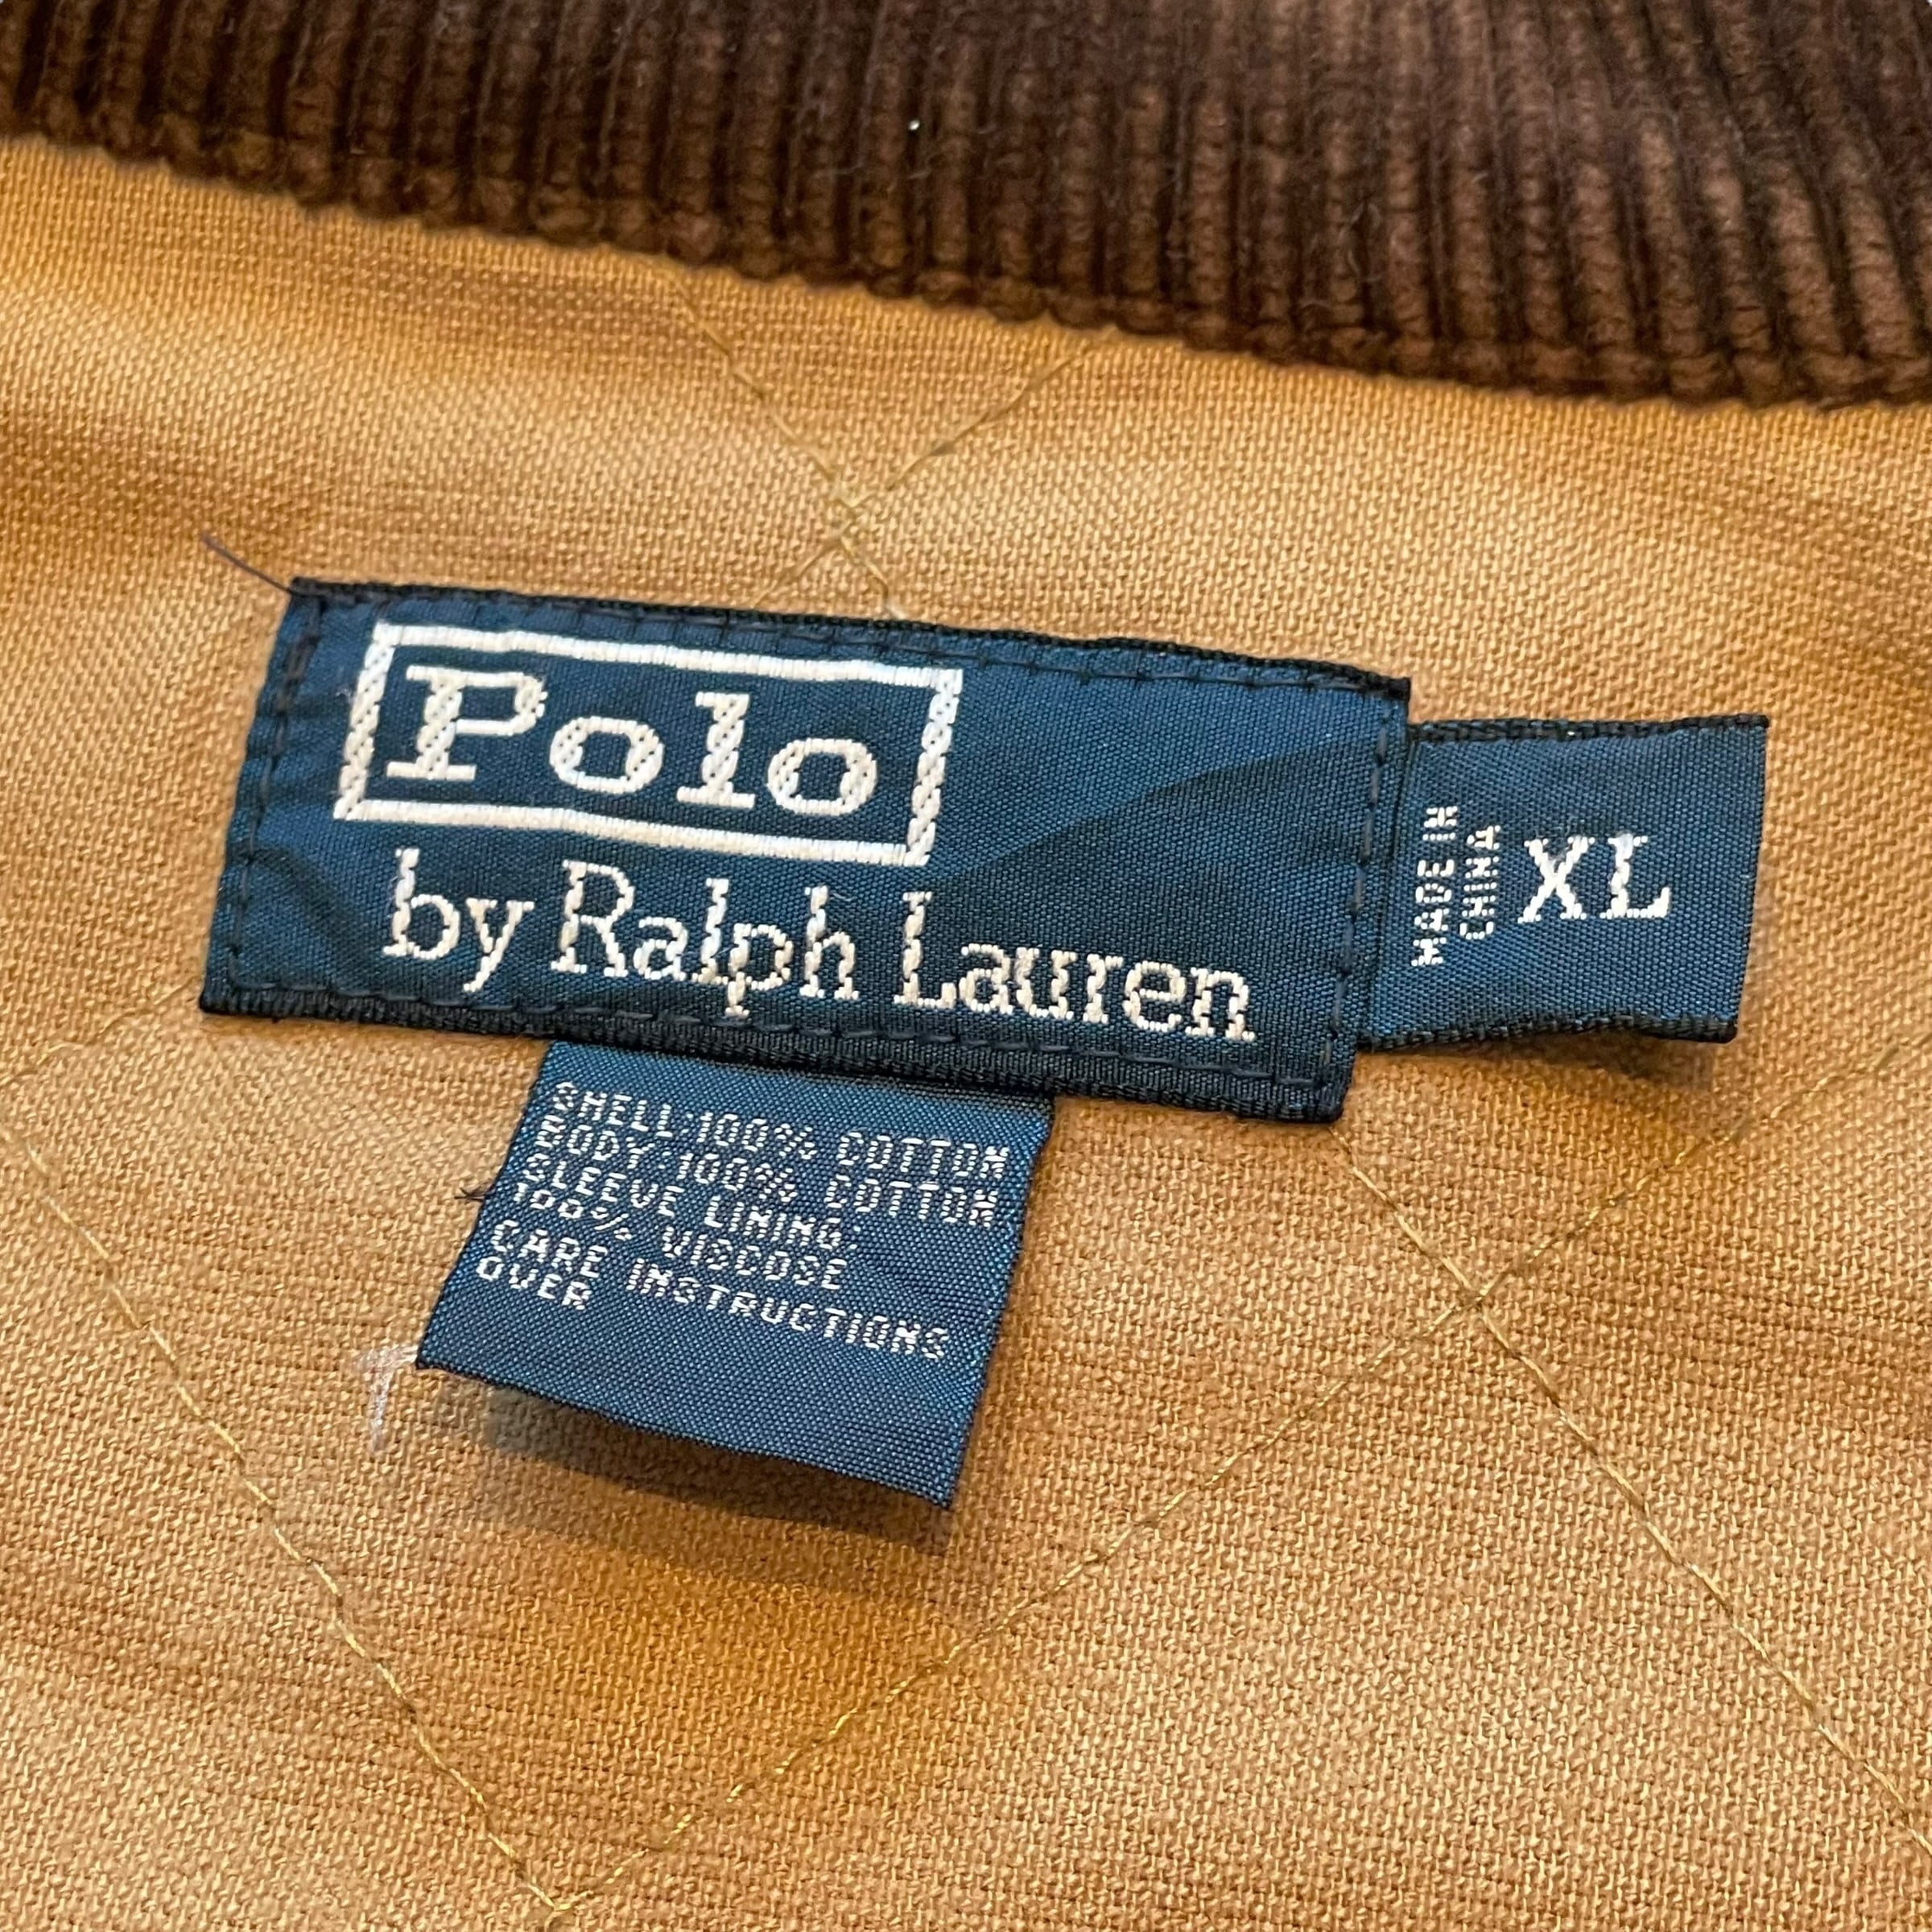 Polo
by Ralph Lauren
MADE IN
CHINA
XL
SHELL:100% COTTON
BODY:100% COTTON
SLEEVE LINING:
100% VISCOSE
CARE INSTRUCTIONS
OVER